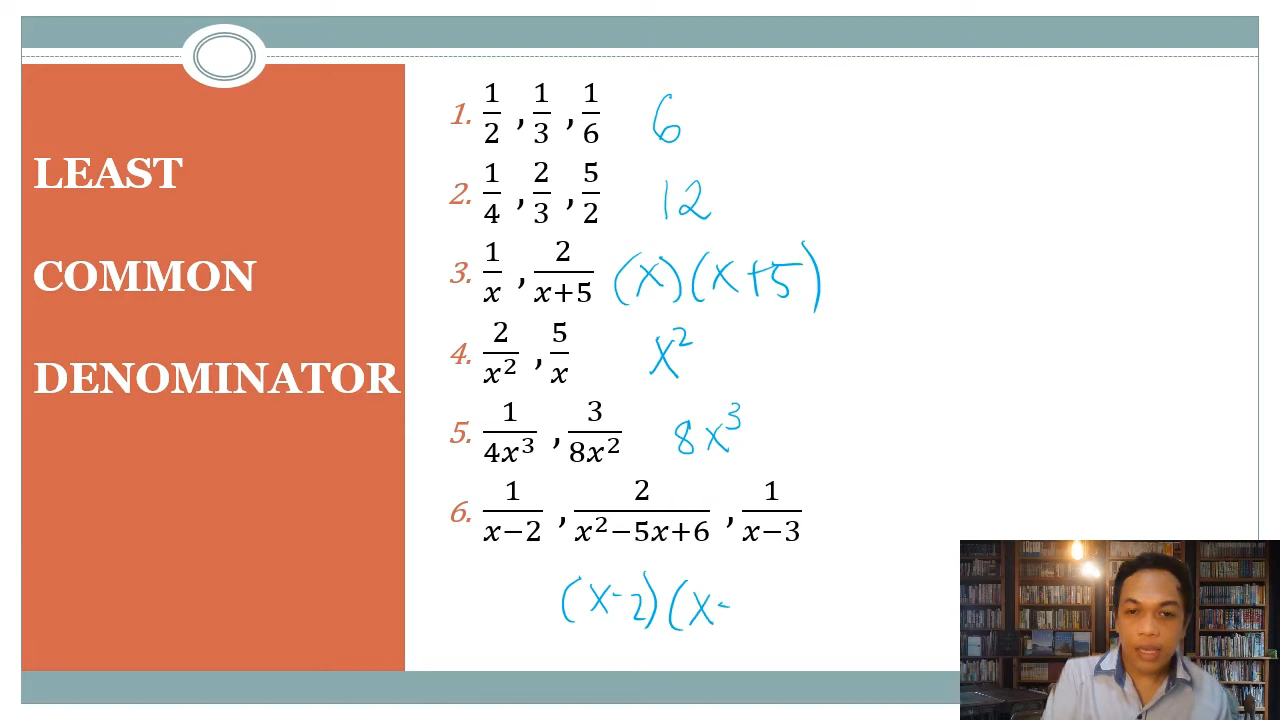 LEAST
COMMON
DENOMINATOR
1. 1/2 , 1/3 , 1/6 6
2. 1/4 , 2/3 , 5/2 12
3. 1/x , 2/(x+5) (x)(x+5)
4. 2/x² , 5/x x²
5. 1/(4x³) , 3/(8x²) 8x³
6. 1/(x−2) , 2/(x²−5x+6) , 1/(x−3)
(x-2)(x-